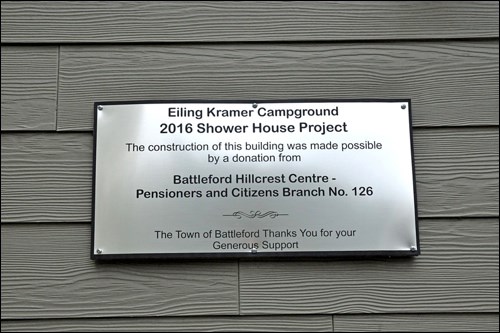 Eiling Kramer Campground
2016 Shower House Project
The construction of this building was made possible
by a donation from
Battleford Hillcrest Centre -
Pensioners and Citizens Branch No. 126
The Town of Battleford Thanks You for your
Generous Support